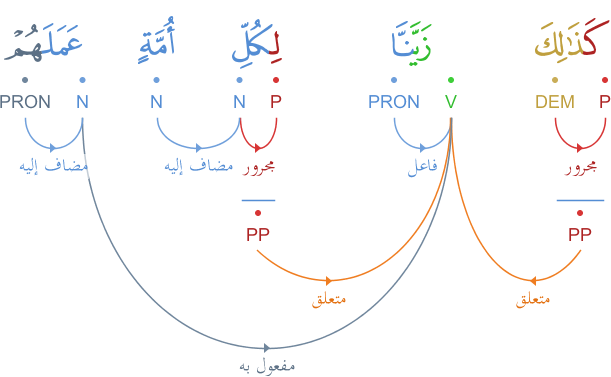 كَذَٰلِكَ زَيَّنَّا لِكُلِّ أُمَّةٍ عَمَلَهُمْ
P DEM V PRON P N N N PRON
مجرور فاعل مجرور مضاف إليه مضاف إليه
PP PP
متعلق متعلق
مفعول به